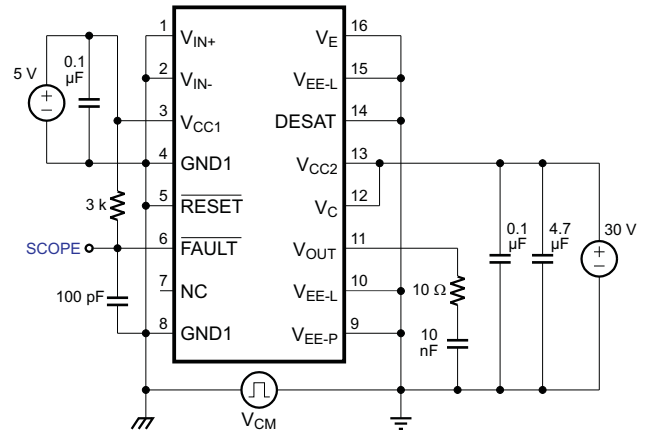 1 V_IN+
2 V_IN-
3 V_CC1
4 GND1
5 R̅E̅S̅E̅T̅
6 F̅A̅U̅L̅T̅
7 NC
8 GND1
V_E 16
V_EE-L 15
DESAT 14
V_CC2 13
V_C 12
V_OUT 11
V_EE-L 10
V_EE-P 9
5 V
+
−
0.1
µF
3 k
SCOPE
100 pF
10 Ω
10
nF
0.1
µF
4.7
µF
30 V
+
−
V_CM